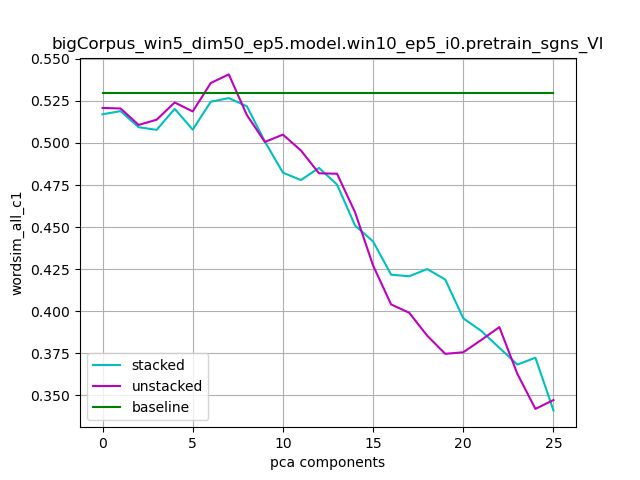 bigCorpus_win5_dim50_ep5.model.win10_ep5_i0.pretrain_sgns_VI
0.550
0.525
0.500
0.475
0.450
0.425
0.400
0.375
0.350
wordsim_all_c1
stacked
unstacked
baseline
0 5 10 15 20 25
pca components